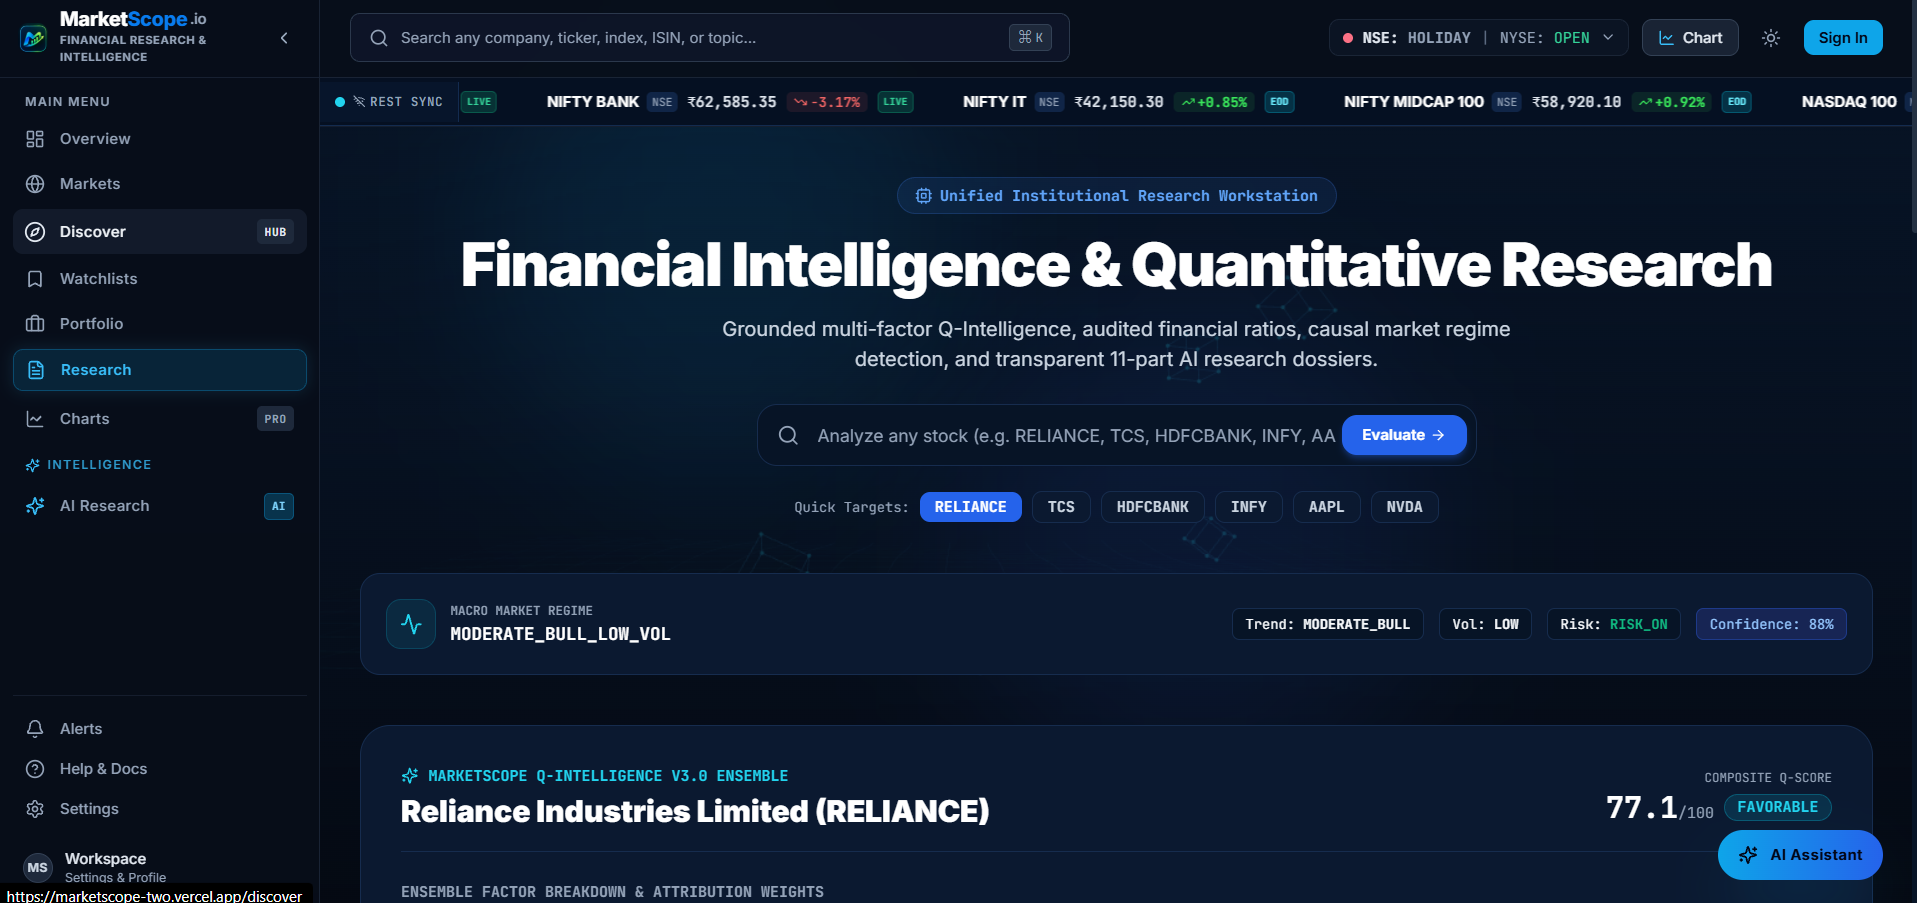 MarketScope.io
FINANCIAL RESEARCH &
INTELLIGENCE
Search any company, ticker, index, ISIN, or topic...
⌘ K
NSE: HOLIDAY | NYSE: OPEN
Chart
Sign In
REST SYNC
LIVE
NIFTY BANK NSE ₹62,585.35 -3.17% LIVE
NIFTY IT NSE ₹42,150.30 +0.85% EOD
NIFTY MIDCAP 100 NSE ₹58,920.10 +0.92% EOD
NASDAQ 100
MAIN MENU
Overview
Markets
Discover HUB
Watchlists
Portfolio
Research
Charts PRO
INTELLIGENCE
AI Research AI
Alerts
Help & Docs
Settings
MS
Workspace
Settings & Profile
https://marketscope-two.vercel.app/discover
Unified Institutional Research Workstation
Financial Intelligence & Quantitative Research
Grounded multi-factor Q-Intelligence, audited financial ratios, causal market regime
detection, and transparent 11-part AI research dossiers.
Analyze any stock (e.g. RELIANCE, TCS, HDFCBANK, INFY, AA
Evaluate →
Quick Targets: RELIANCE TCS HDFCBANK INFY AAPL NVDA
MACRO MARKET REGIME
MODERATE_BULL_LOW_VOL
Trend: MODERATE_BULL
Vol: LOW
Risk: RISK_ON
Confidence: 88%
MARKETSCOPE Q-INTELLIGENCE V3.0 ENSEMBLE
Reliance Industries Limited (RELIANCE)
COMPOSITE Q-SCORE
77.1/100 FAVORABLE
AI Assistant
ENSEMBLE FACTOR BREAKDOWN & ATTRIBUTION WEIGHTS